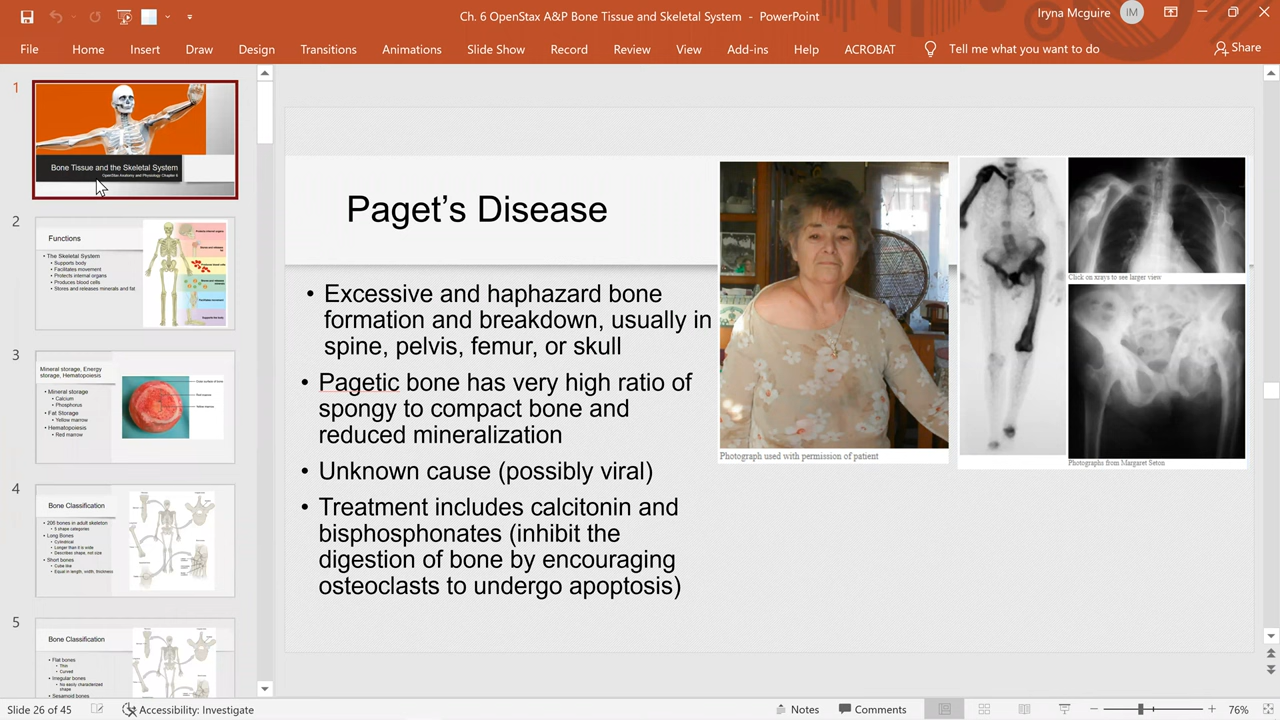 Ch. 6 OpenStax A&P Bone Tissue and Skeletal System - PowerPoint
Iryna Mcguire
IM
File
Home
Insert
Draw
Design
Transitions
Animations
Slide Show
Record
Review
View
Add-ins
Help
ACROBAT
Tell me what you want to do
Share
1
Bone Tissue and the Skeletal System
OpenStax Anatomy and Physiology Chapter 6
2
Functions
• The Skeletal System
• Supports body
• Facilitates movement
• Protects internal organs
• Produces blood cells
• Stores and releases minerals and fat
3
Mineral storage, Energy
storage, Hematopoiesis
• Mineral storage
• Calcium
• Phosphorus
• Fat Storage
• Yellow marrow
• Hematopoiesis
• Red marrow
4
Bone Classification
• 206 bones in adult skeleton
• 5 shape categories
• Long Bones
• Cylindrical
• Longer than it is wide
• Describes shape, not size
• Short bones
• Cube like
• Equal in length, width, thickness
5
Bone Classification
• Flat bones
• Thin
• Curved
• Irregular bones
• No easily characterized
shape
• Sesamoid bones
Paget's Disease
• Excessive and haphazard bone
formation and breakdown, usually in
spine, pelvis, femur, or skull
• Pagetic bone has very high ratio of
spongy to compact bone and
reduced mineralization
• Unknown cause (possibly viral)
• Treatment includes calcitonin and
bisphosphonates (inhibit the
digestion of bone by encouraging
osteoclasts to undergo apoptosis)
Photograph used with permission of patient
Click on xrays to see larger view
Photographs from Margaret Seton
Slide 26 of 45
Accessibility: Investigate
Notes
Comments
76%